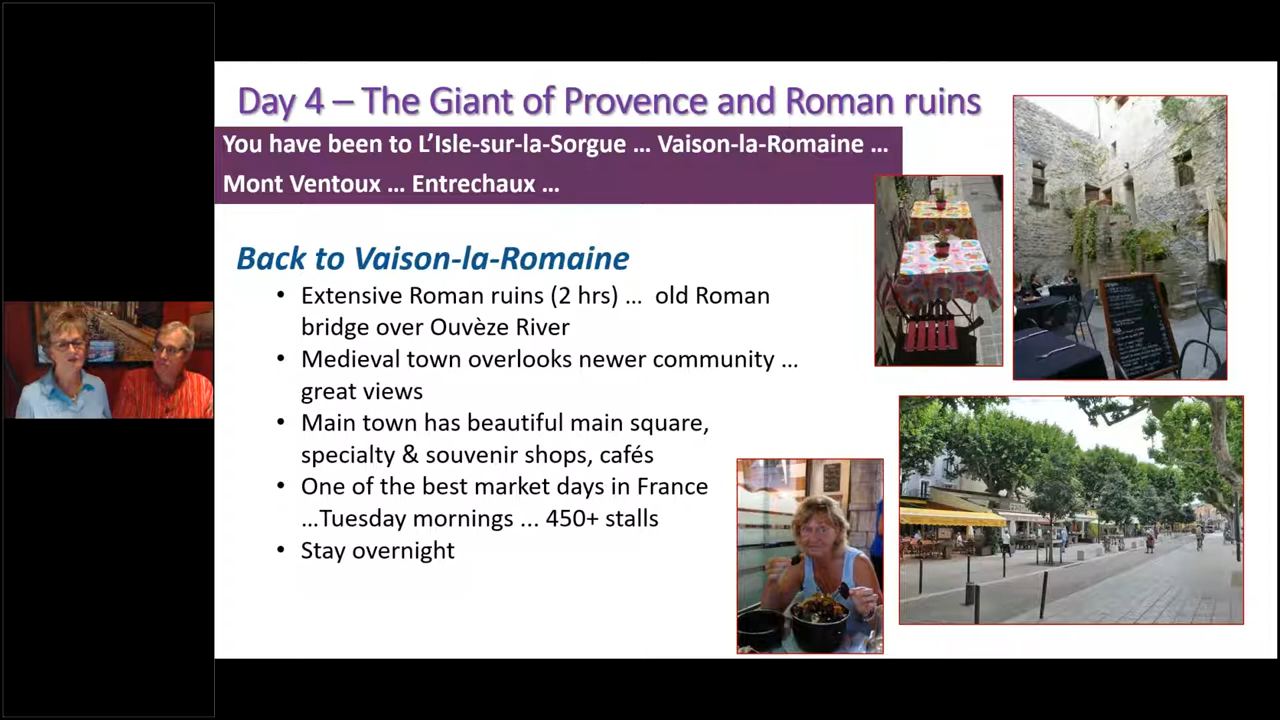 Day 4 – The Giant of Provence and Roman ruins
You have been to L’Isle-sur-la-Sorgue ... Vaison-la-Romaine ...
Mont Ventoux ... Entrechaux ...
Back to Vaison-la-Romaine
• Extensive Roman ruins (2 hrs) ... old Roman
bridge over Ouvèze River
• Medieval town overlooks newer community ...
great views
• Main town has beautiful main square,
specialty & souvenir shops, cafés
• One of the best market days in France
...Tuesday mornings ... 450+ stalls
• Stay overnight